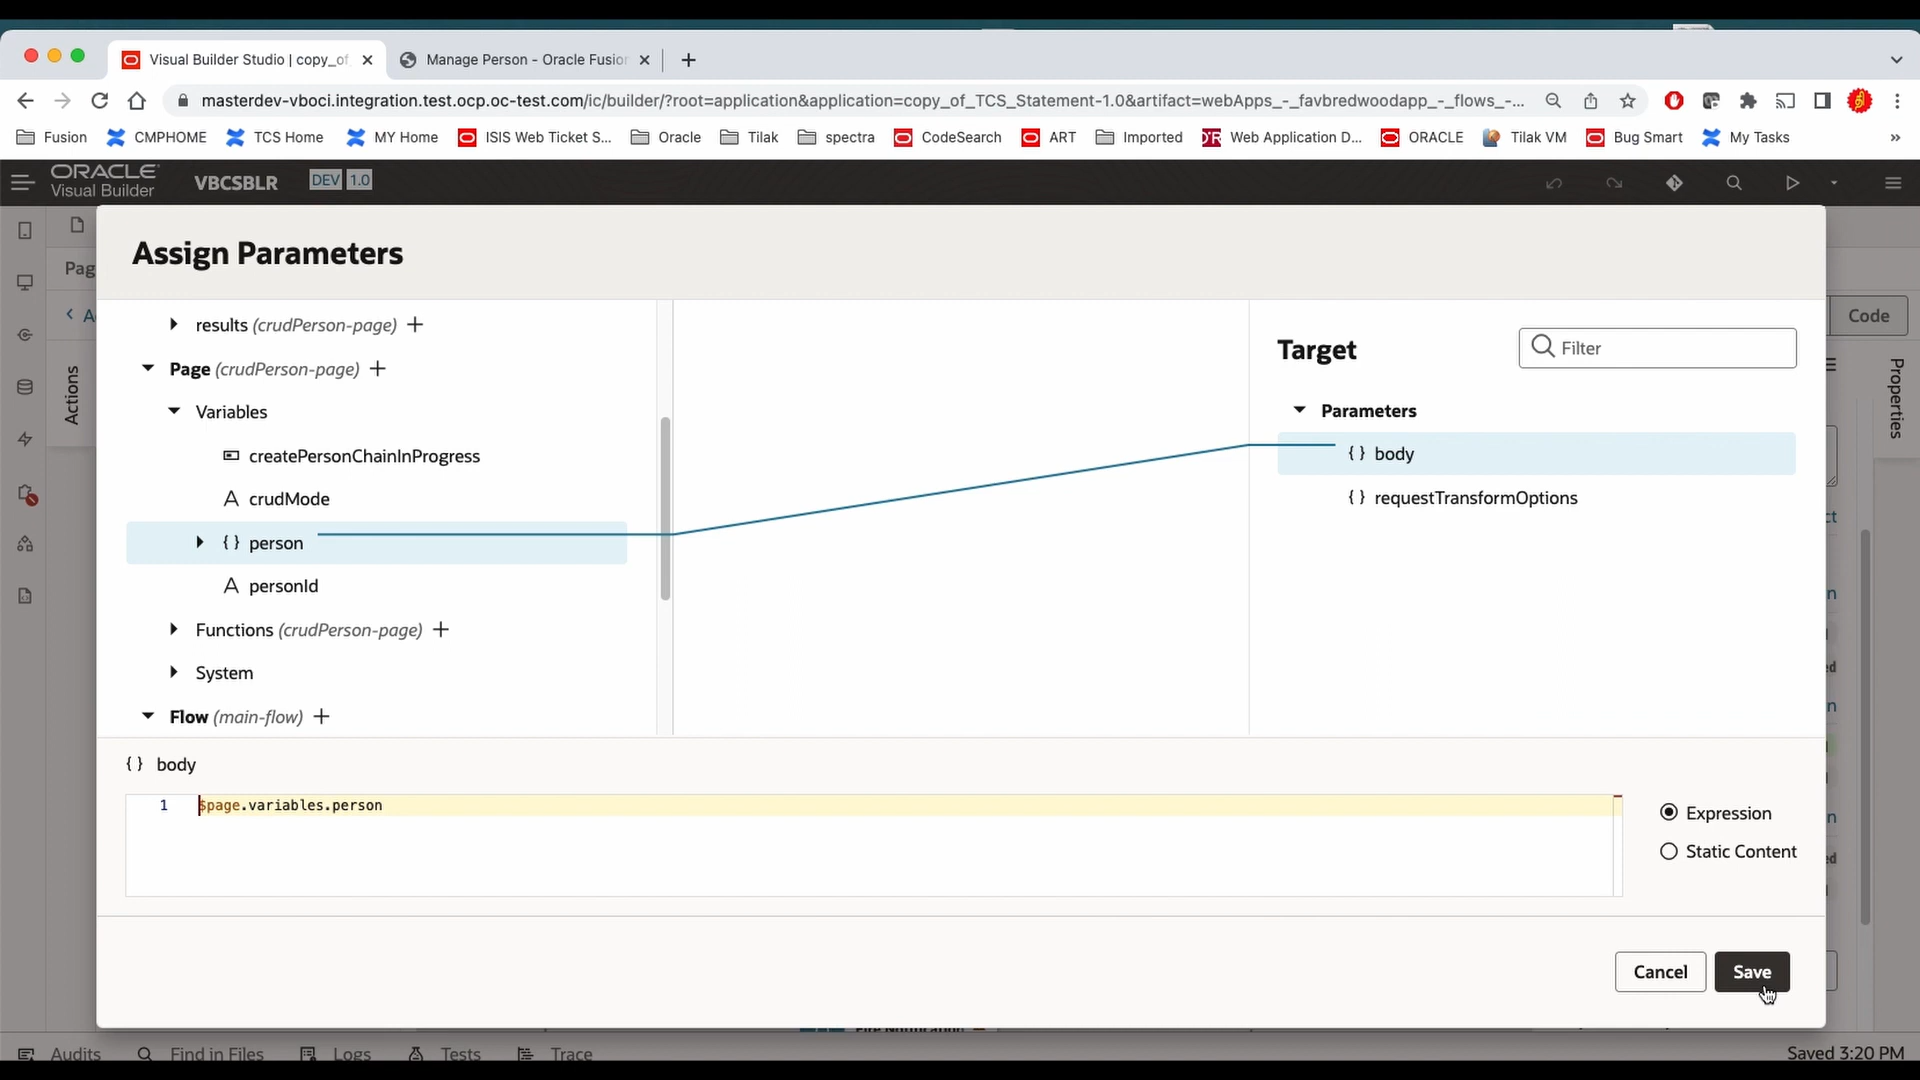 Visual Builder Studio | copy_of
Manage Person - Oracle Fusion
masterdev-vboci.integration.test.ocp.oc-test.com/ic/builder/?root=application&application=copy_of_TCS_Statement-1.0&artifact=webApps_-_favbredwoodapp_-_flows_-...
Fusion CMPHOME TCS Home MY Home ISIS Web Ticket S... Oracle Tilak spectra CodeSearch ART Imported Web Application D... ORACLE Tilak VM Bug Smart My Tasks »
ORACLE
Visual Builder
VBCSBLR DEV 1.0
Pag
Code
Actions
Properties
Assign Parameters
results (crudPerson-page) +
Page (crudPerson-page) +
Variables
createPersonChainInProgress
A crudMode
{} person
A personId
Functions (crudPerson-page) +
System
Flow (main-flow) +
Target
Filter
Parameters
{} body
{} requestTransformOptions
{} body
1 $page.variables.person
Expression
Static Content
Cancel Save
Audits Find in Files Logs Tests Trace
Saved 3:20 PM